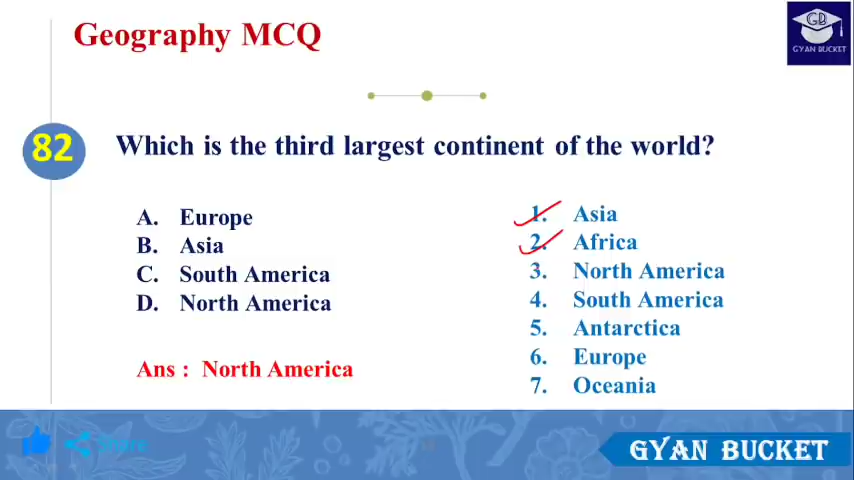 Geography MCQ
GB
GYAN BUCKET
82
Which is the third largest continent of the world?
A. Europe
B. Asia
C. South America
D. North America
Ans : North America
1. Asia
2. Africa
3. North America
4. South America
5. Antarctica
6. Europe
7. Oceania
Share
GYAN BUCKET